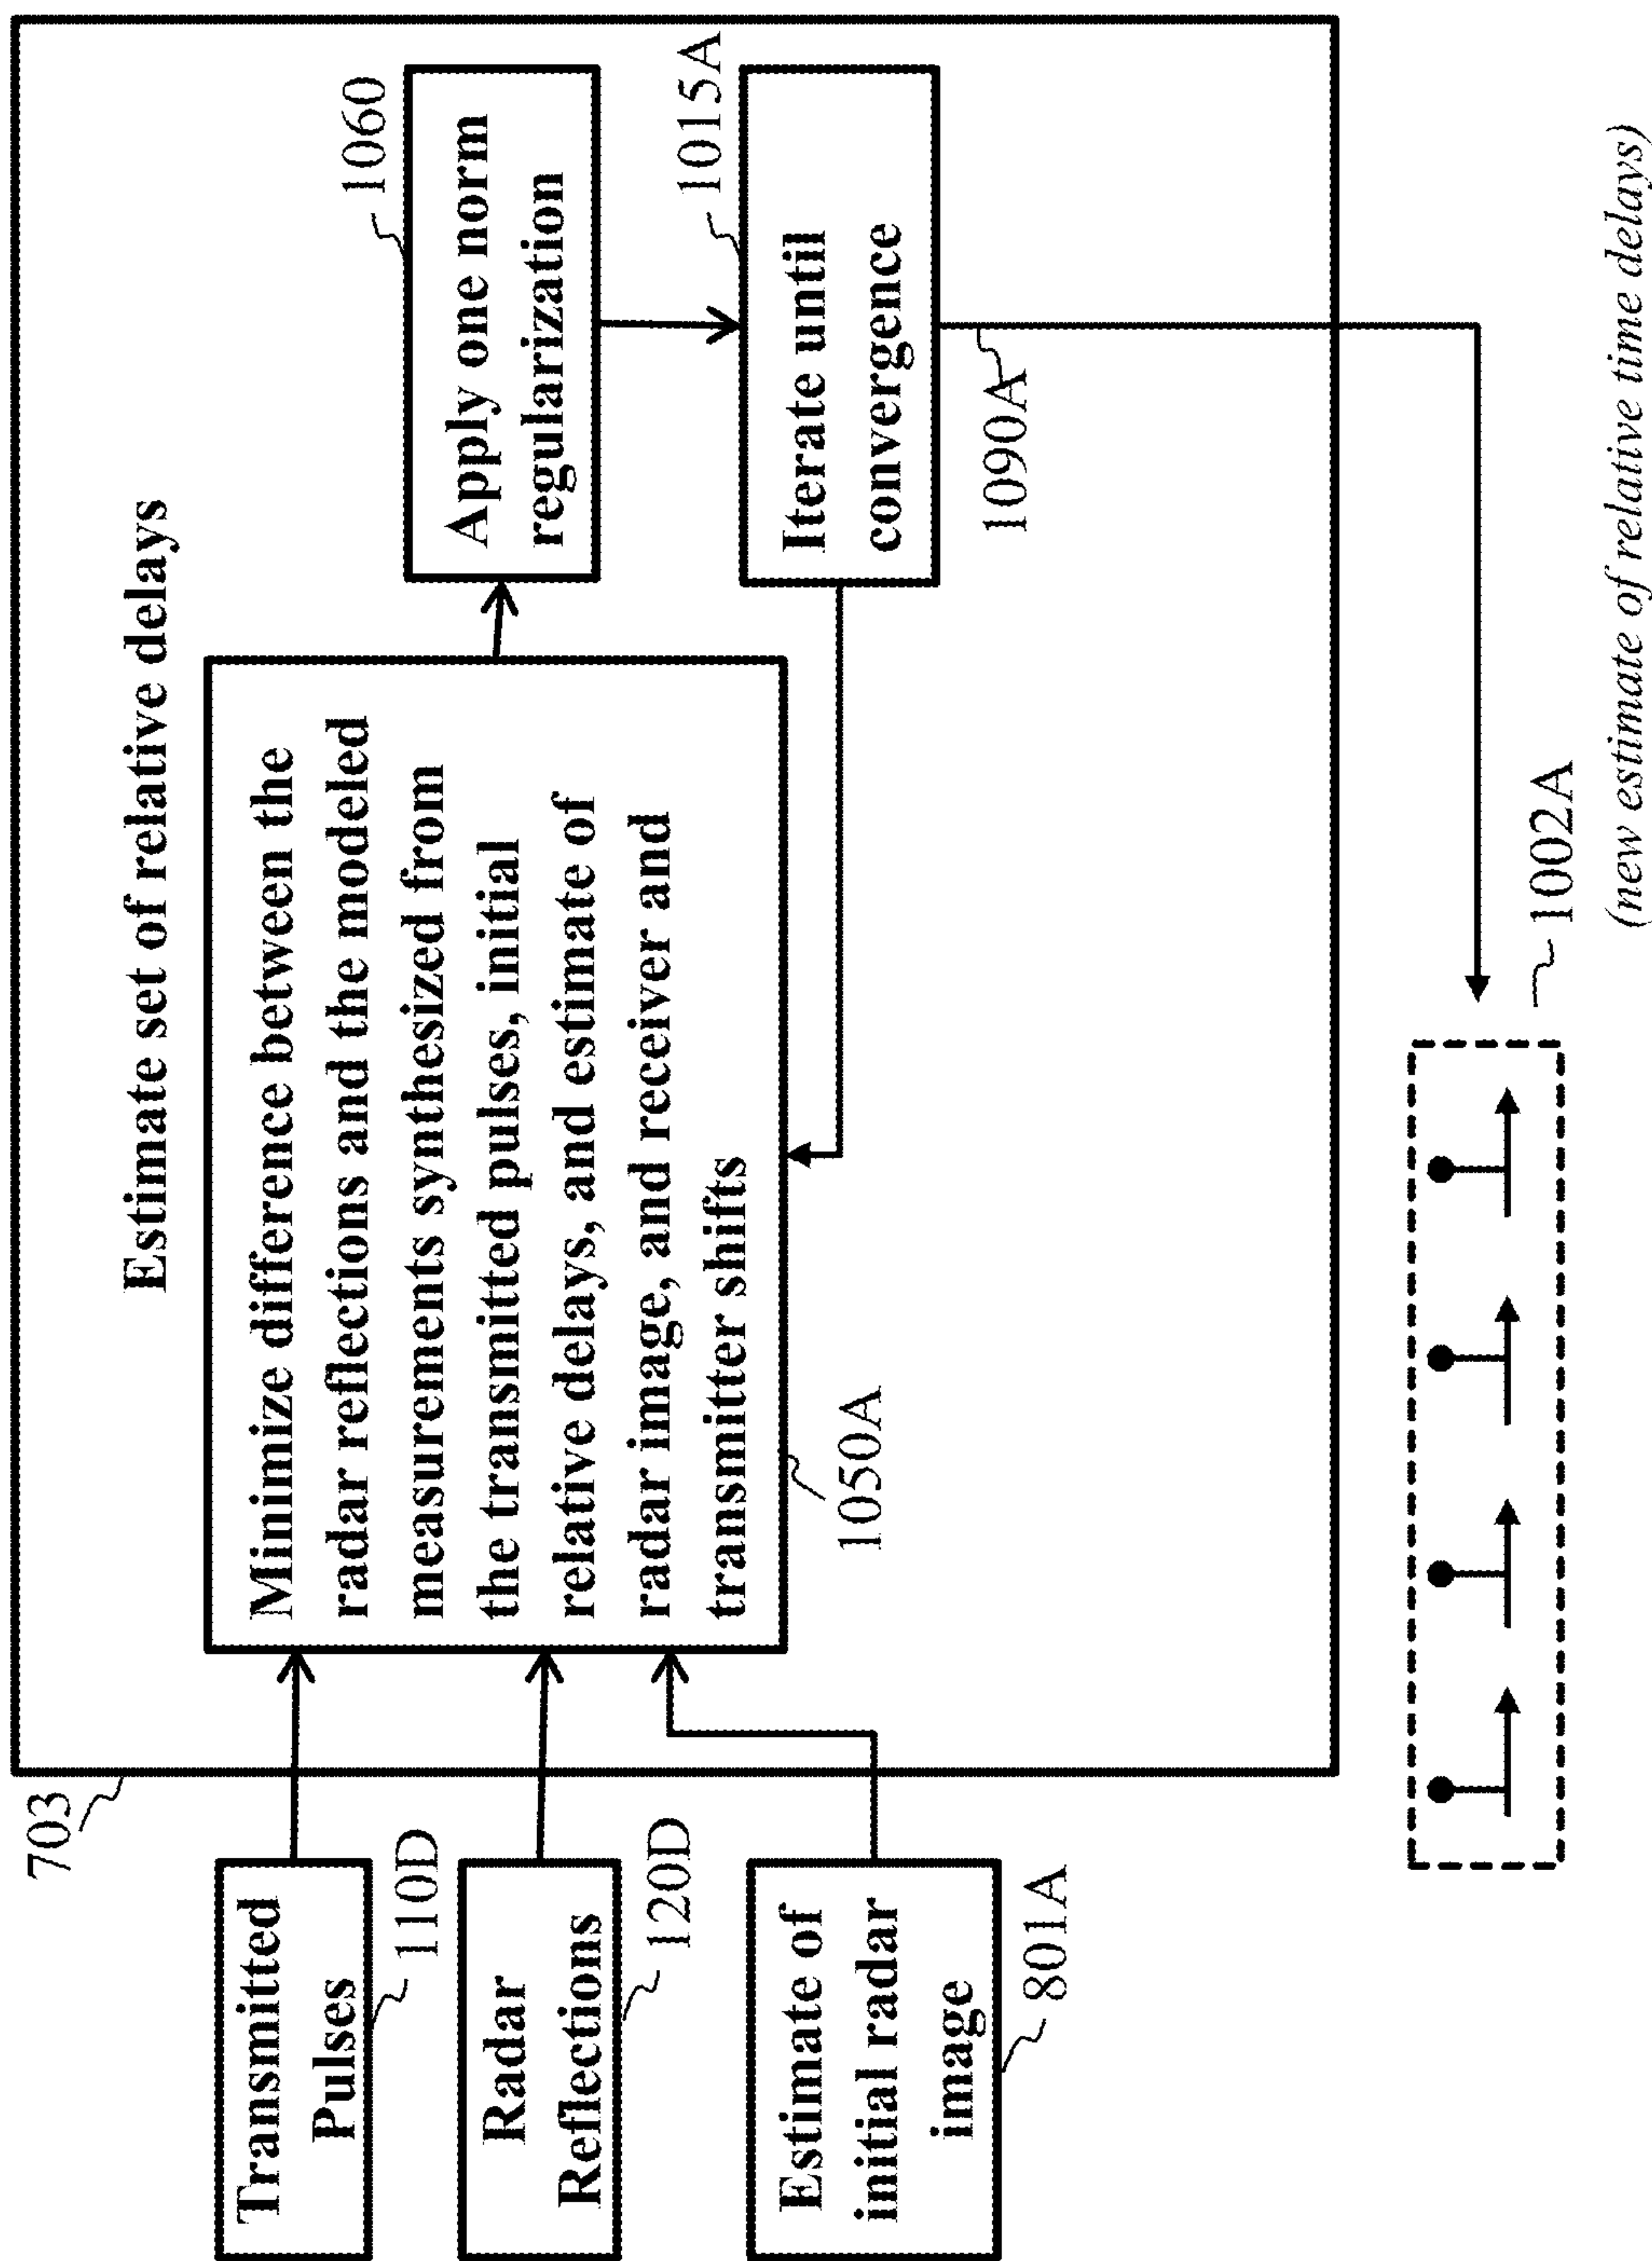 703
Estimate set of relative delays
Transmitted
Pulses
110D
Radar
Reflections
120D
Estimate of
initial radar
image
801A
Minimize difference between the
radar reflections and the modeled
measurements synthesized from
the transmitted pulses, initial
relative delays, and estimate of
radar image, and receiver and
transmitter shifts
1050A
Apply one norm
regularization
1060
Iterate until
convergence
1015A
1090A
1002A
(new estimate of relative time delays)